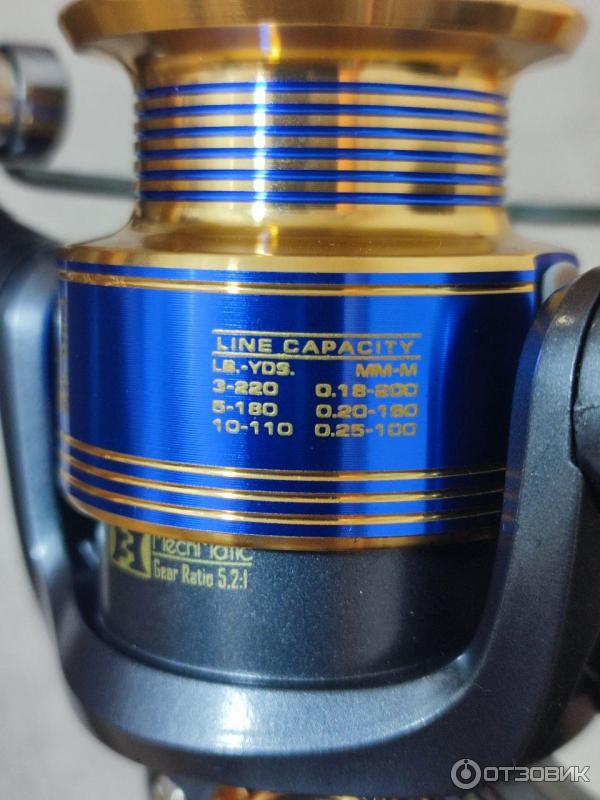 LINE CAPACITY
LB.-YDS. MM-M
3-220 0.18-200
5-180 0.20-160
10-110 0.25-100
Gear Ratio 5.2:1
ОТЗОВИК